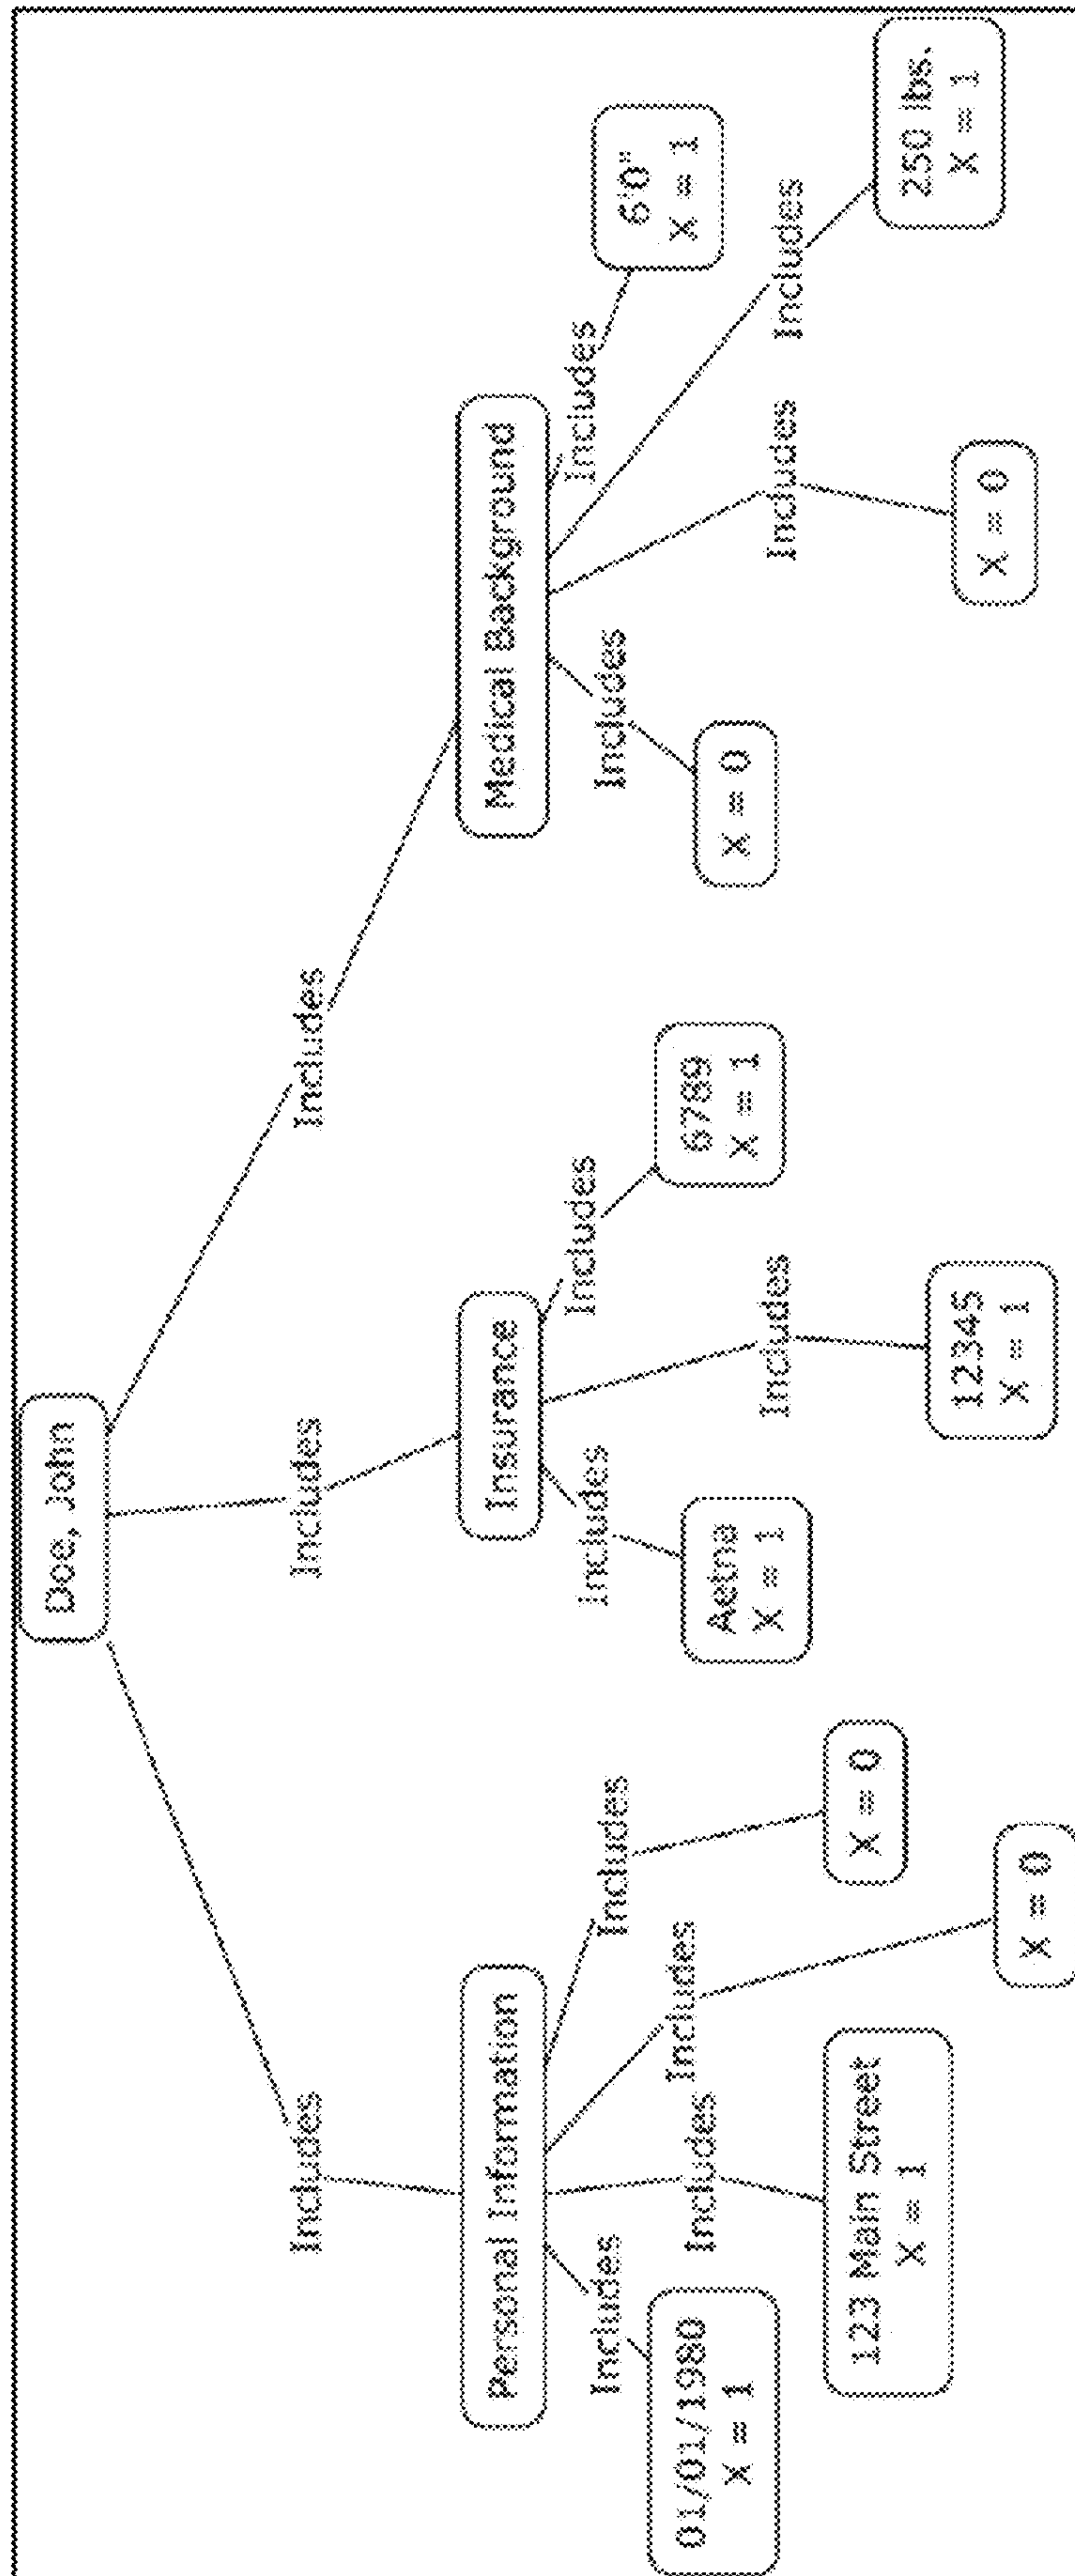 Doe, John
Includes
Includes
Includes
Personal Information
Insurance
Medical Background
Includes
Includes
Includes
Includes
Includes
Includes
Includes
Includes
Includes
Includes
Includes
01/01/1980
X = 1
123 Main Street
X = 1
X = 0
X = 0
Aetna
X = 1
12345
X = 1
6789
X = 1
X = 0
X = 0
6'0"
X = 1
250 lbs.
X = 1